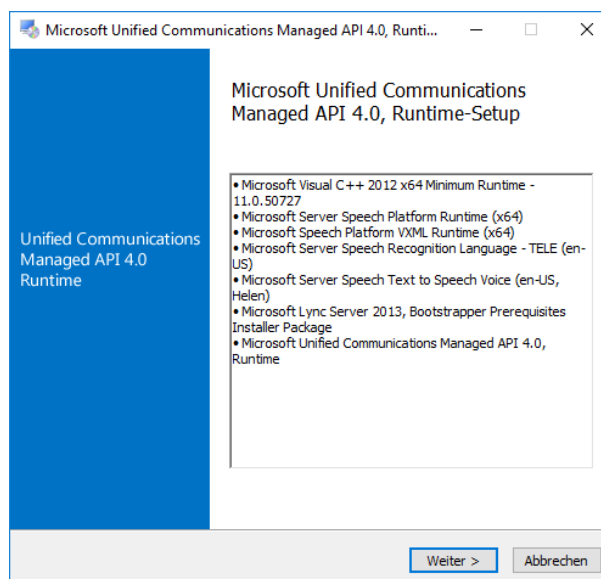 Microsoft Unified Communications Managed API 4.0, Runti...
Microsoft Unified Communications
Managed API 4.0, Runtime-Setup
Unified Communications
Managed API 4.0
Runtime
• Microsoft Visual C++ 2012 x64 Minimum Runtime -
11.0.50727
• Microsoft Server Speech Platform Runtime (x64)
• Microsoft Speech Platform VXML Runtime (x64)
• Microsoft Server Speech Recognition Language - TELE (en-
US)
• Microsoft Server Speech Text to Speech Voice (en-US,
Helen)
• Microsoft Lync Server 2013, Bootstrapper Prerequisites
Installer Package
• Microsoft Unified Communications Managed API 4.0,
Runtime
Weiter >
Abbrechen